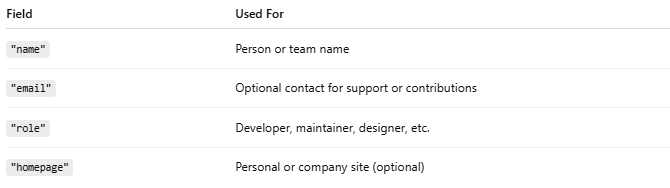 Field Used For
"name" Person or team name
"email" Optional contact for support or contributions
"role" Developer, maintainer, designer, etc.
"homepage" Personal or company site (optional)